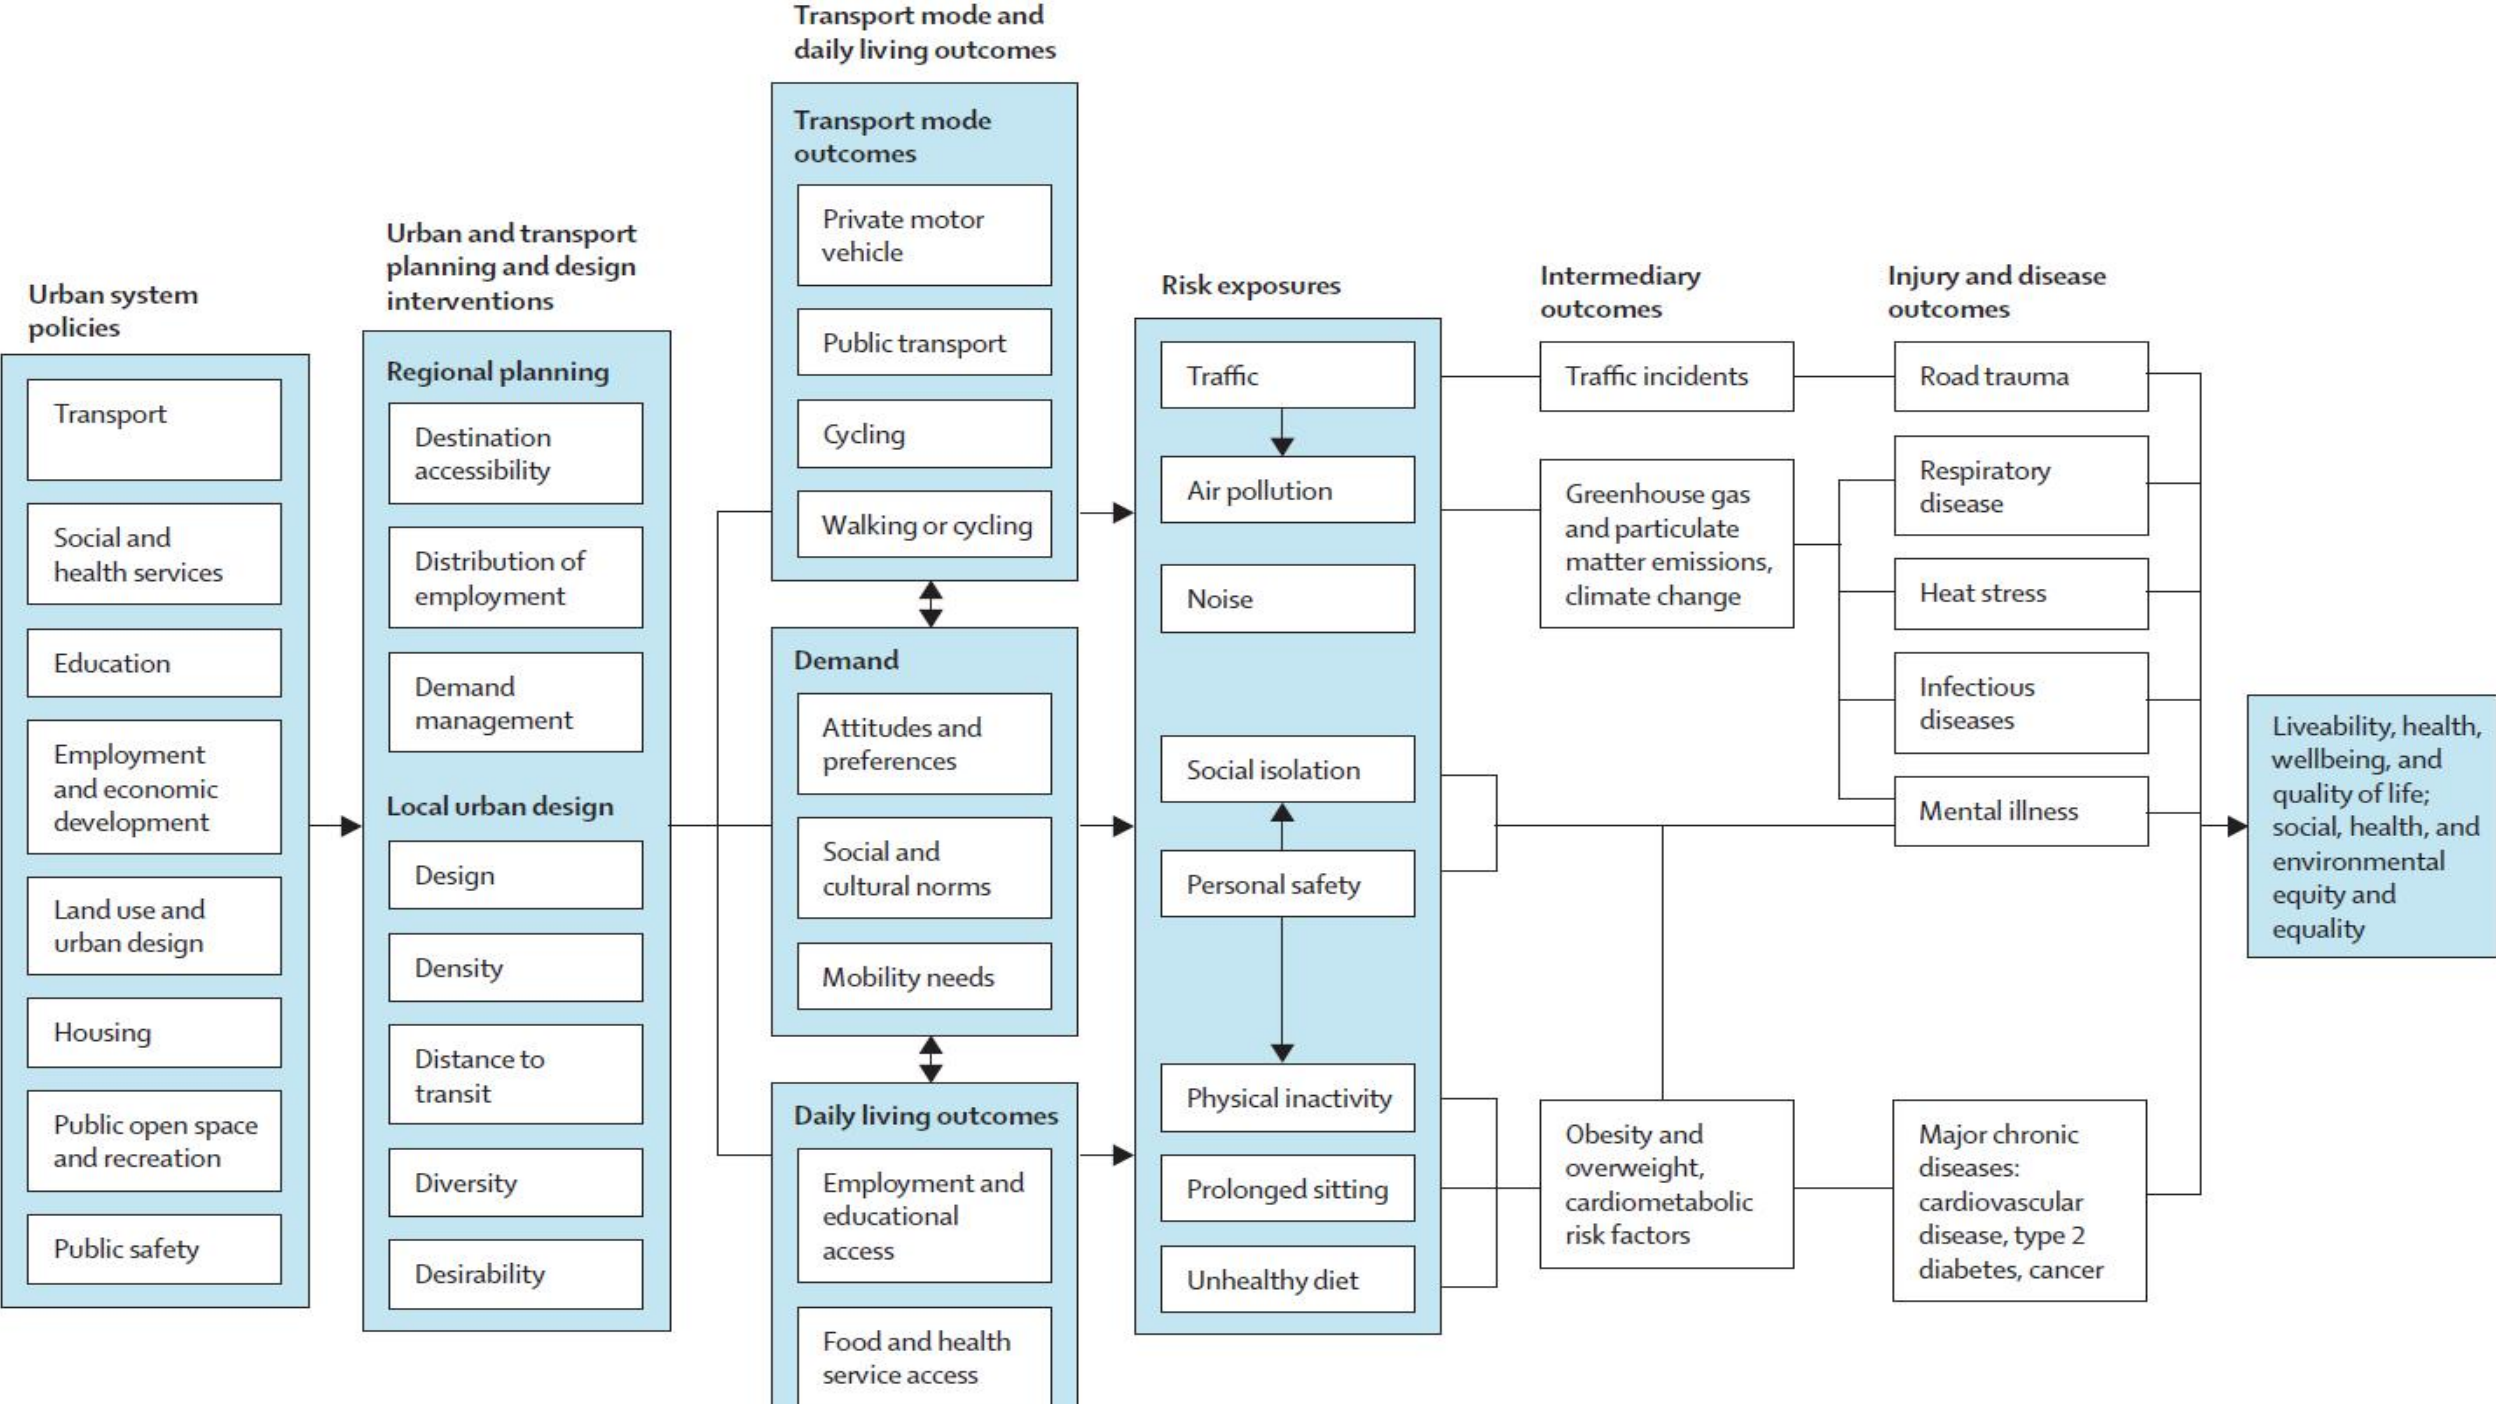 Urban system
policies
Transport
Social and
health services
Education
Employment
and economic
development
Land use and
urban design
Housing
Public open space
and recreation
Public safety
Urban and transport
planning and design
interventions
Regional planning
Destination
accessibility
Distribution of
employment
Demand
management
Local urban design
Design
Density
Distance to
transit
Diversity
Desirability
Transport mode and
daily living outcomes
Transport mode
outcomes
Private motor
vehicle
Public transport
Cycling
Walking or cycling
Demand
Attitudes and
preferences
Social and
cultural norms
Mobility needs
Daily living outcomes
Employment and
educational
access
Food and health
service access
Risk exposures
Traffic
Air pollution
Noise
Social isolation
Personal safety
Physical inactivity
Prolonged sitting
Unhealthy diet
Intermediary
outcomes
Traffic incidents
Greenhouse gas
and particulate
matter emissions,
climate change
Obesity and
overweight,
cardiometabolic
risk factors
Injury and disease
outcomes
Road trauma
Respiratory
disease
Heat stress
Infectious
diseases
Mental illness
Major chronic
diseases:
cardiovascular
disease, type 2
diabetes, cancer
Liveability, health,
wellbeing, and
quality of life;
social, health, and
environmental
equity and
equality